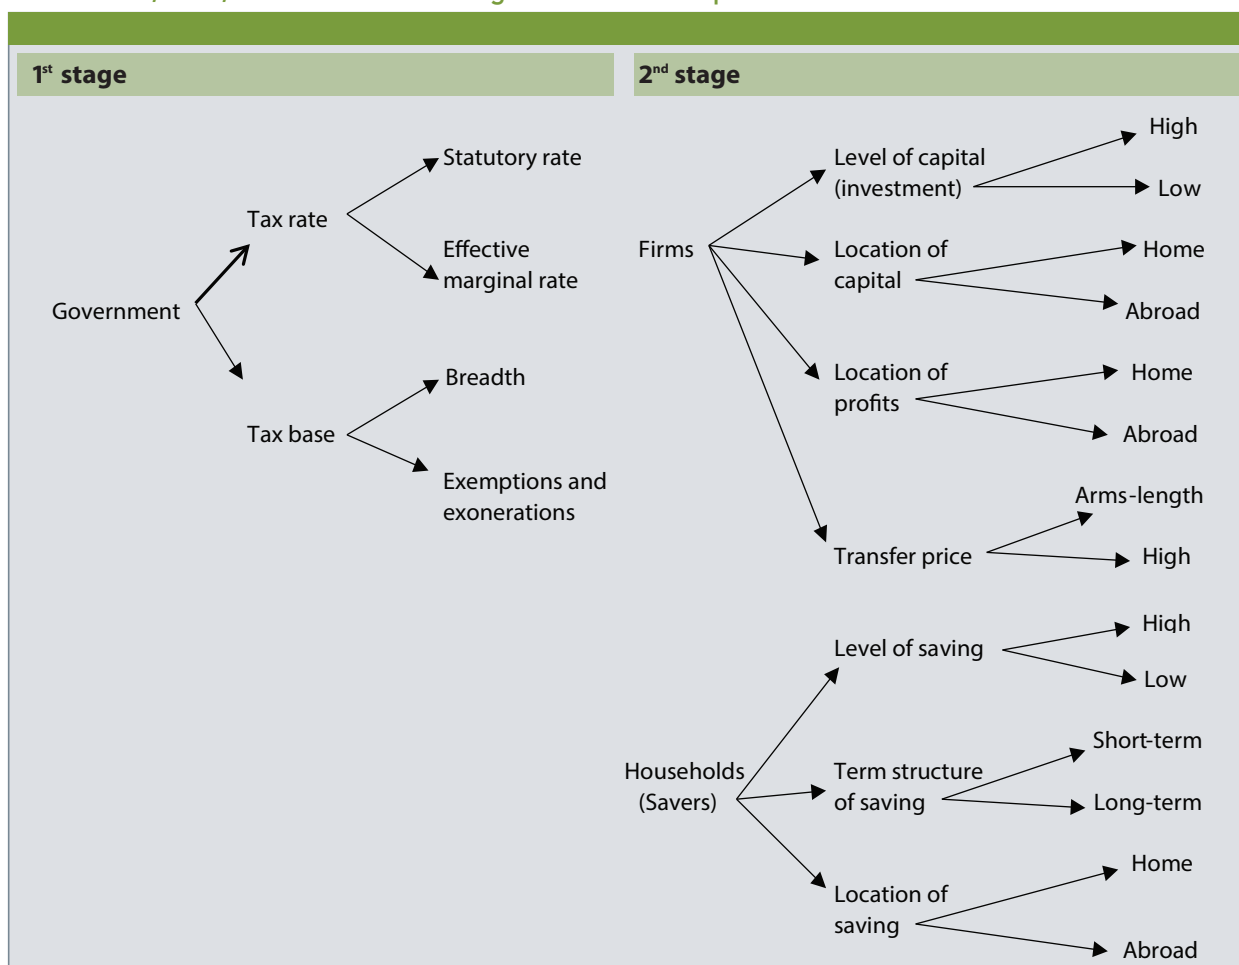 1st stage
2nd stage
Government
Tax rate
Statutory rate
Effective
marginal rate
Tax base
Breadth
Exemptions and
exonerations
Firms
Level of capital
(investment)
High
Low
Location of
capital
Home
Abroad
Location of
profits
Home
Abroad
Transfer price
Arms-length
High
Households
(Savers)
Level of saving
High
Low
Term structure
of saving
Short-term
Long-term
Location of
saving
Home
Abroad